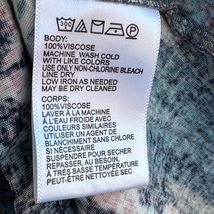 BODY:
100%VISCOSE
MACHINE WASH COLD
WITH LIKE COLORS
USE ONLY NON-CHLORINE BLEACH
LINE DRY
LOW IRON AS NEEDED
MAY BE DRY CLEANED
CORPS:
100%VISCOSE
LAVER À LA MACHINE
À L'EAU FROIDE AVEC
COULEURS SIMILAIRES
UTILISER UN AGENT DE
BLANCHIMENT SANS CHLORE
SI NÉCESSAIRE
SUSPENDRE POUR SECHER
REPASSER, AU BESOIN,
À TRÉS BASSE TEMPÉRATURE
PEUT-ÊTRE NETTOYÉE SEC